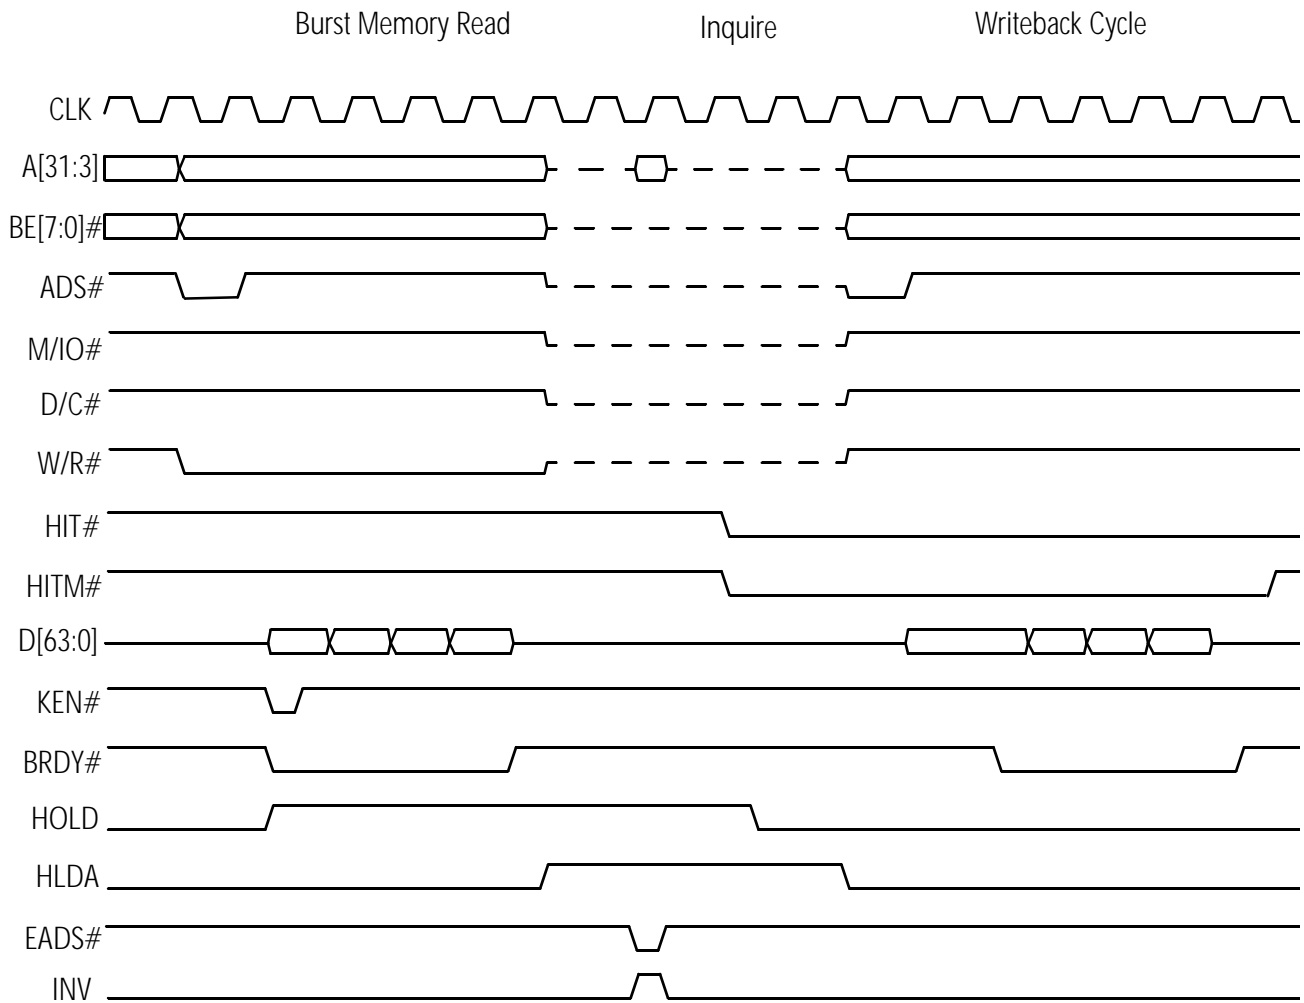 Burst Memory Read Inquire Writeback Cycle
CLK
A[31:3]
BE[7:0]#
ADS#
M/IO#
D/C#
W/R#
HIT#
HITM#
D[63:0]
KEN#
BRDY#
HOLD
HLDA
EADS#
INV